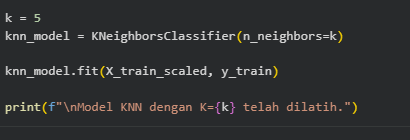 k = 5
knn_model = KNeighborsClassifier(n_neighbors=k)
knn_model.fit(X_train_scaled, y_train)
print(f"\nModel KNN dengan K={k} telah dilatih.")